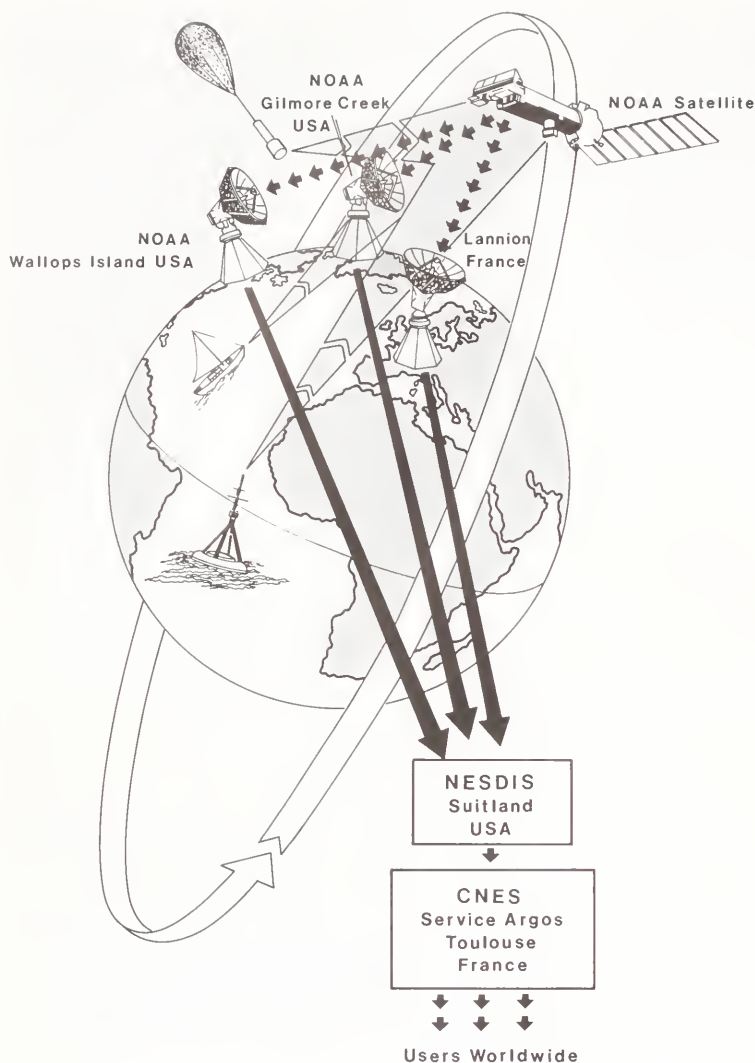 NOAA
Gilmore Creek
USA
NOAA Satellite
NOAA
Wallops Island USA
Lannion
France
NESDIS
Suitland
USA
CNES
Service Argos
Toulouse
France
Users Worldwide